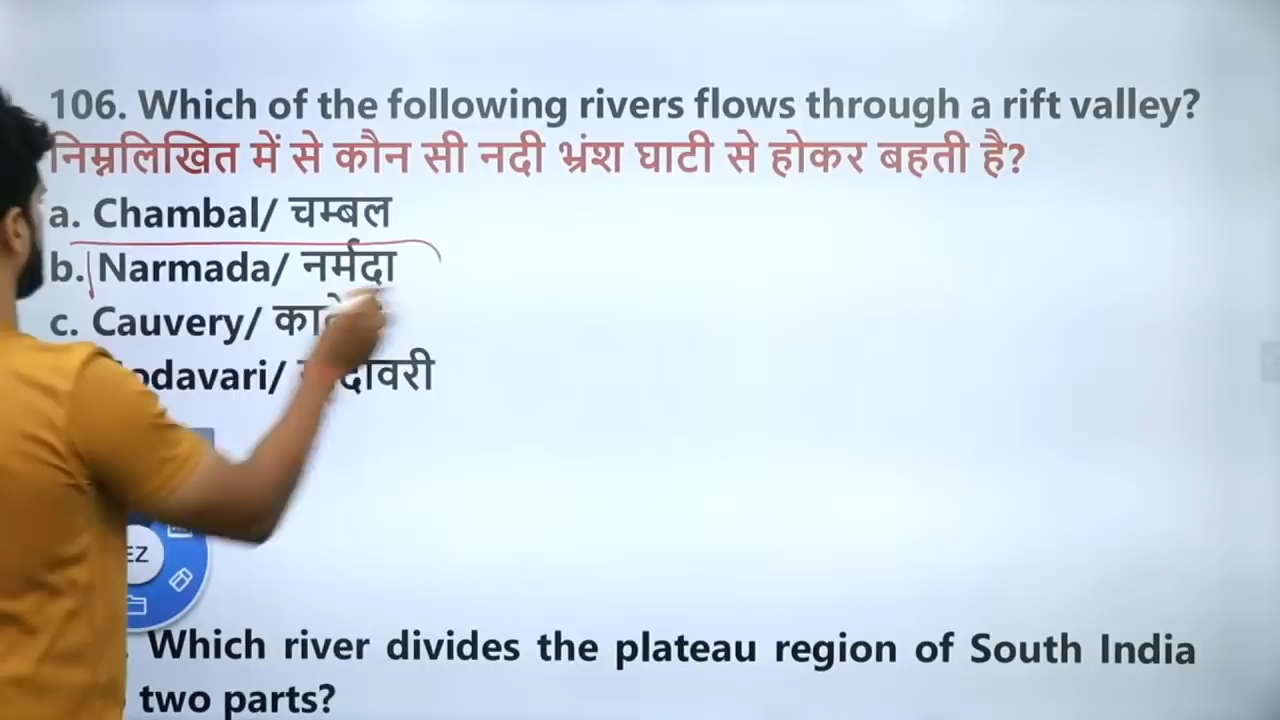 106. Which of the following rivers flows through a rift valley?
निम्नलिखित में से कौन सी नदी भ्रंश घाटी से होकर बहती है?
a. Chambal/ चम्बल
b. Narmada/ नर्मदा
c. Cauvery/
EZ
Which river divides the plateau region of South India
two parts?